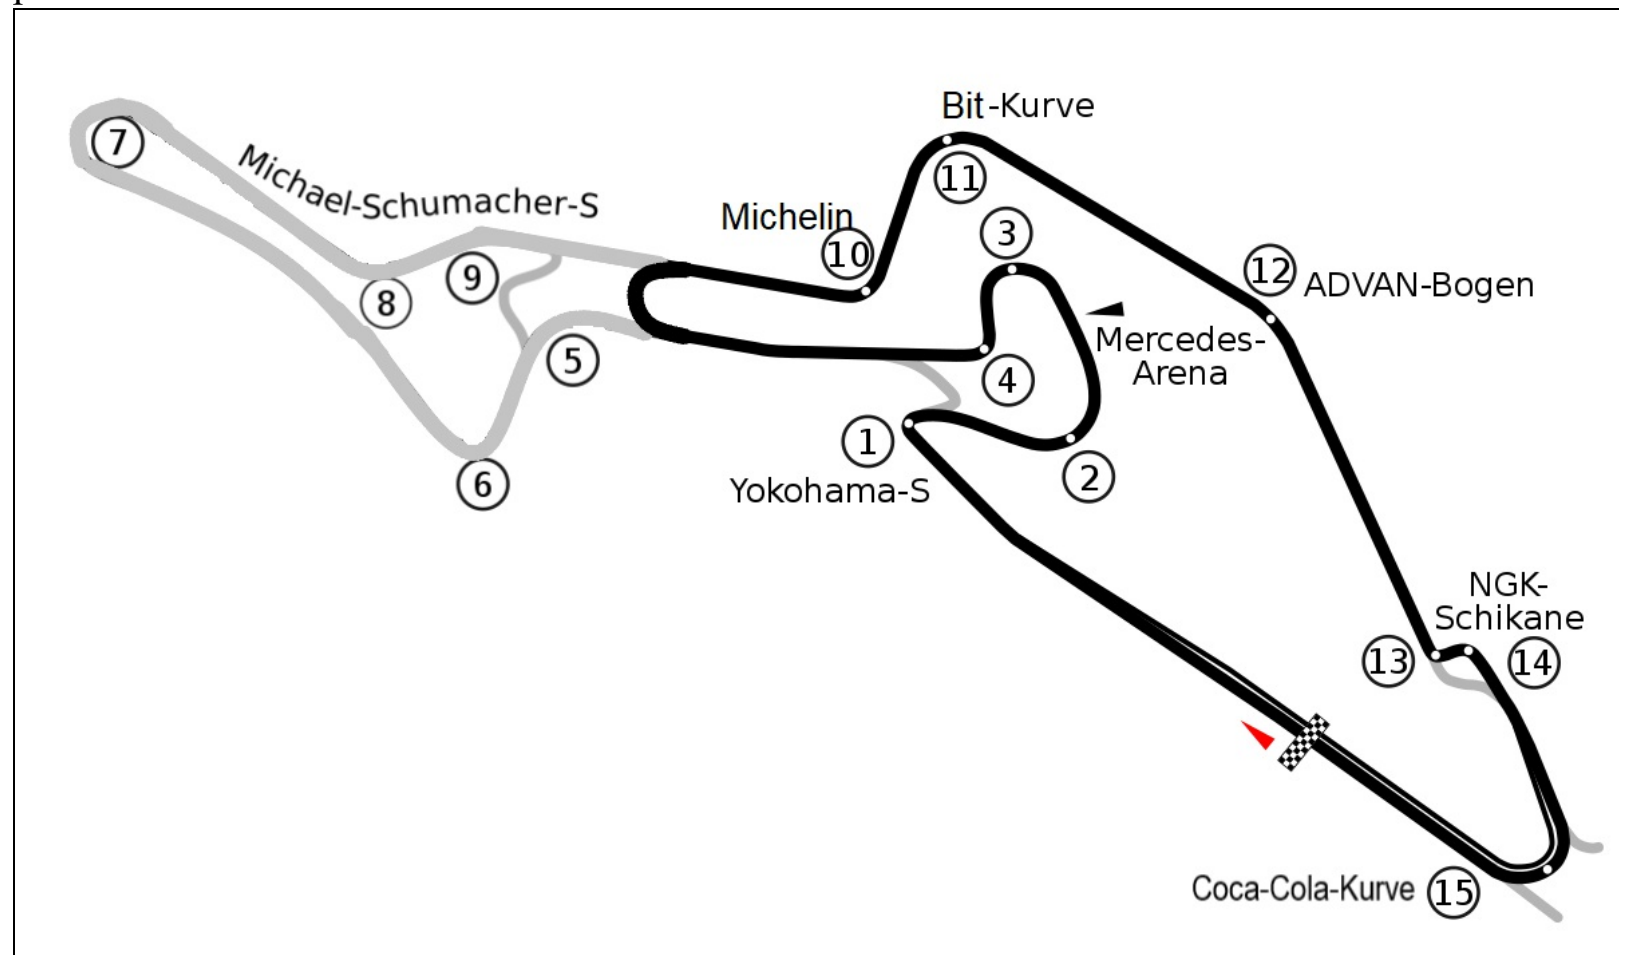 Bit-Kurve
7
Michael-Schumacher-S
11
Michelin
3
10
12
ADVAN-Bogen
9
8
Mercedes-
Arena
5
4
1
2
6
Yokohama-S
NGK-
Schikane
13
14
Coca-Cola-Kurve
15